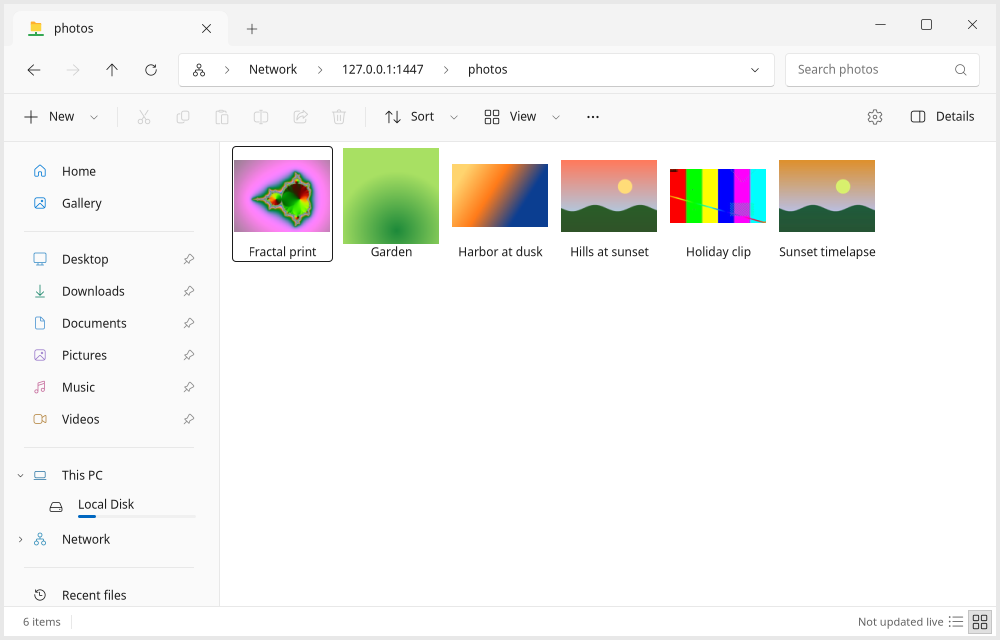 photos
Network
127.0.0.1:1447
photos
Search photos
New
Sort
View
Details
Home
Gallery
Desktop
Downloads
Documents
Pictures
Music
Videos
This PC
Local Disk
Network
Recent files
Fractal print
Garden
Harbor at dusk
Hills at sunset
Holiday clip
Sunset timelapse
6 items
Not updated live